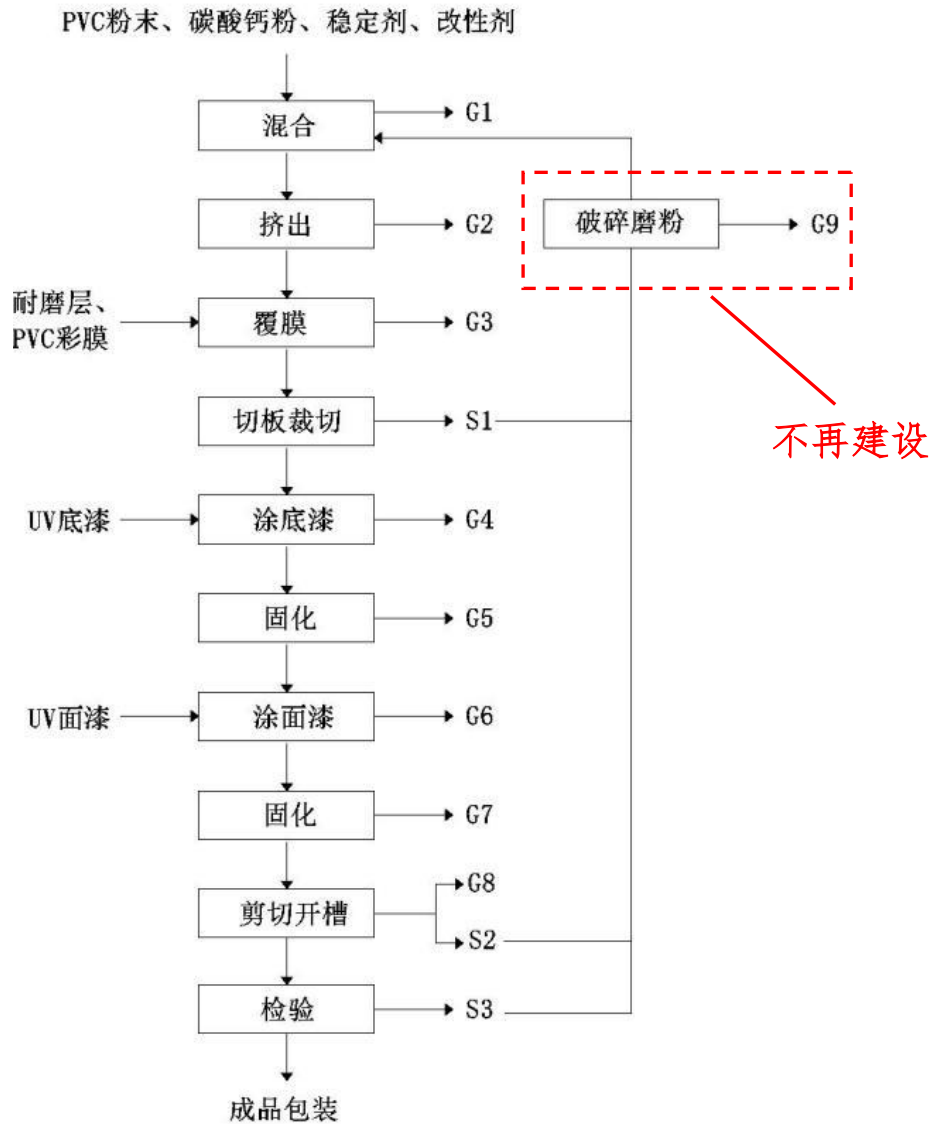 PVC粉末、碳酸钙粉、稳定剂、改性剂
混合
G1
挤出
G2
破碎磨粉
G9
耐磨层、
PVC彩膜
覆膜
G3
切板裁切
S1
不再建设
UV底漆
涂底漆
G4
固化
G5
UV面漆
涂面漆
G6
固化
G7
剪切开槽
G8
S2
检验
S3
成品包装